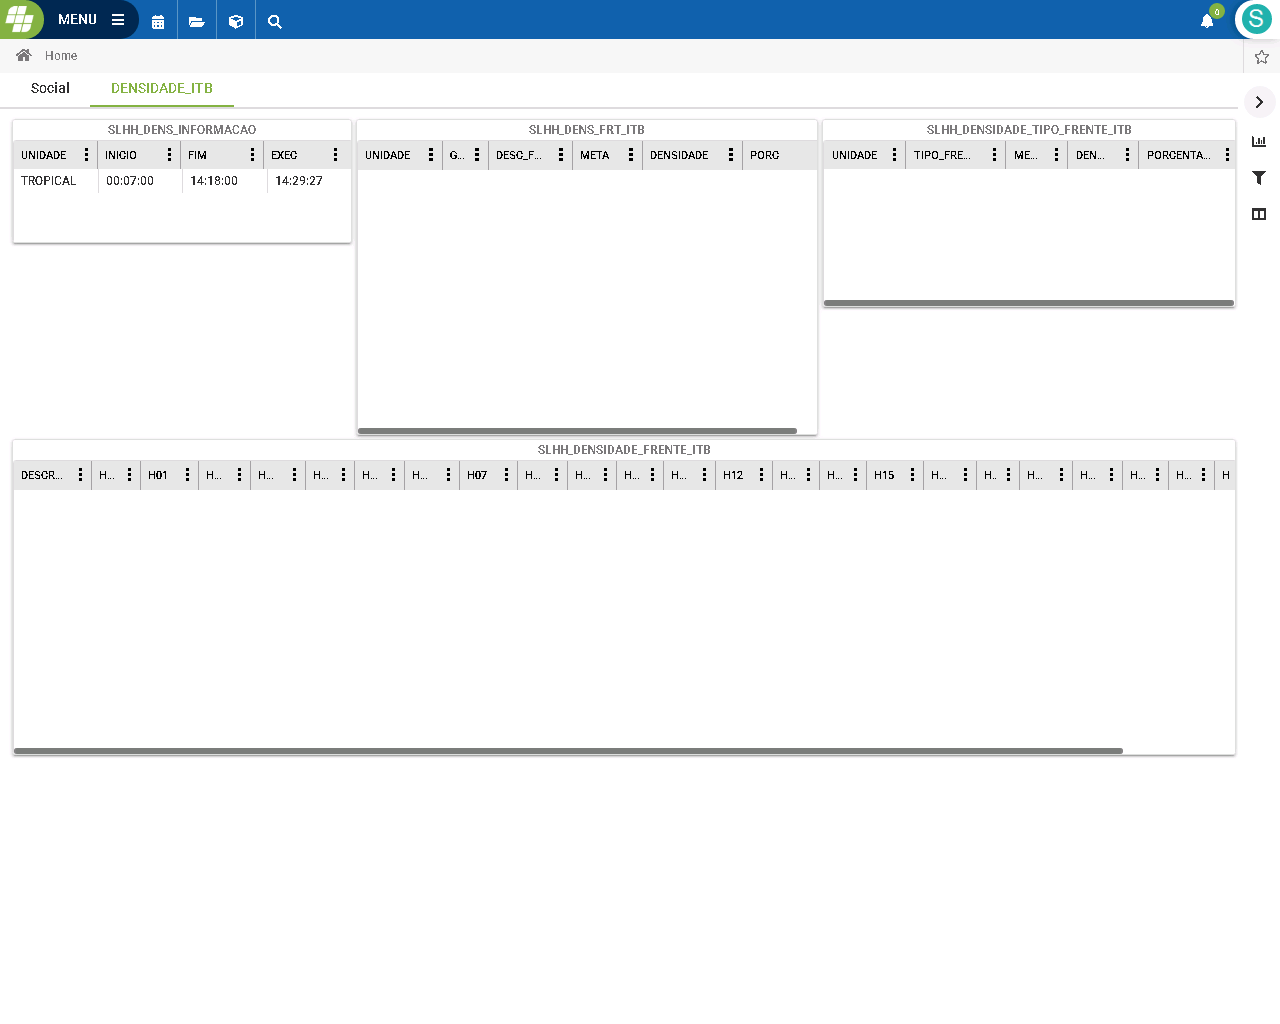 MENU
0
S
Home
Social DENSIDADE_ITB
SLHH_DENS_INFORMACAO
UNIDADE INICIO FIM EXEC
TROPICAL 00:07:00 14:18:00 14:29:27
SLHH_DENS_FRT_ITB
UNIDADE G... DESC_F... META DENSIDADE PORC
SLHH_DENSIDADE_TIPO_FRENTE_ITB
UNIDADE TIPO_FRE... ME... DEN... PORCENTA...
SLHH_DENSIDADE_FRENTE_ITB
DESCR... H... H01 H... H... H... H... H... H07 H... H... H... H... H12 H... H... H15 H... H.. H... H... H... H... H